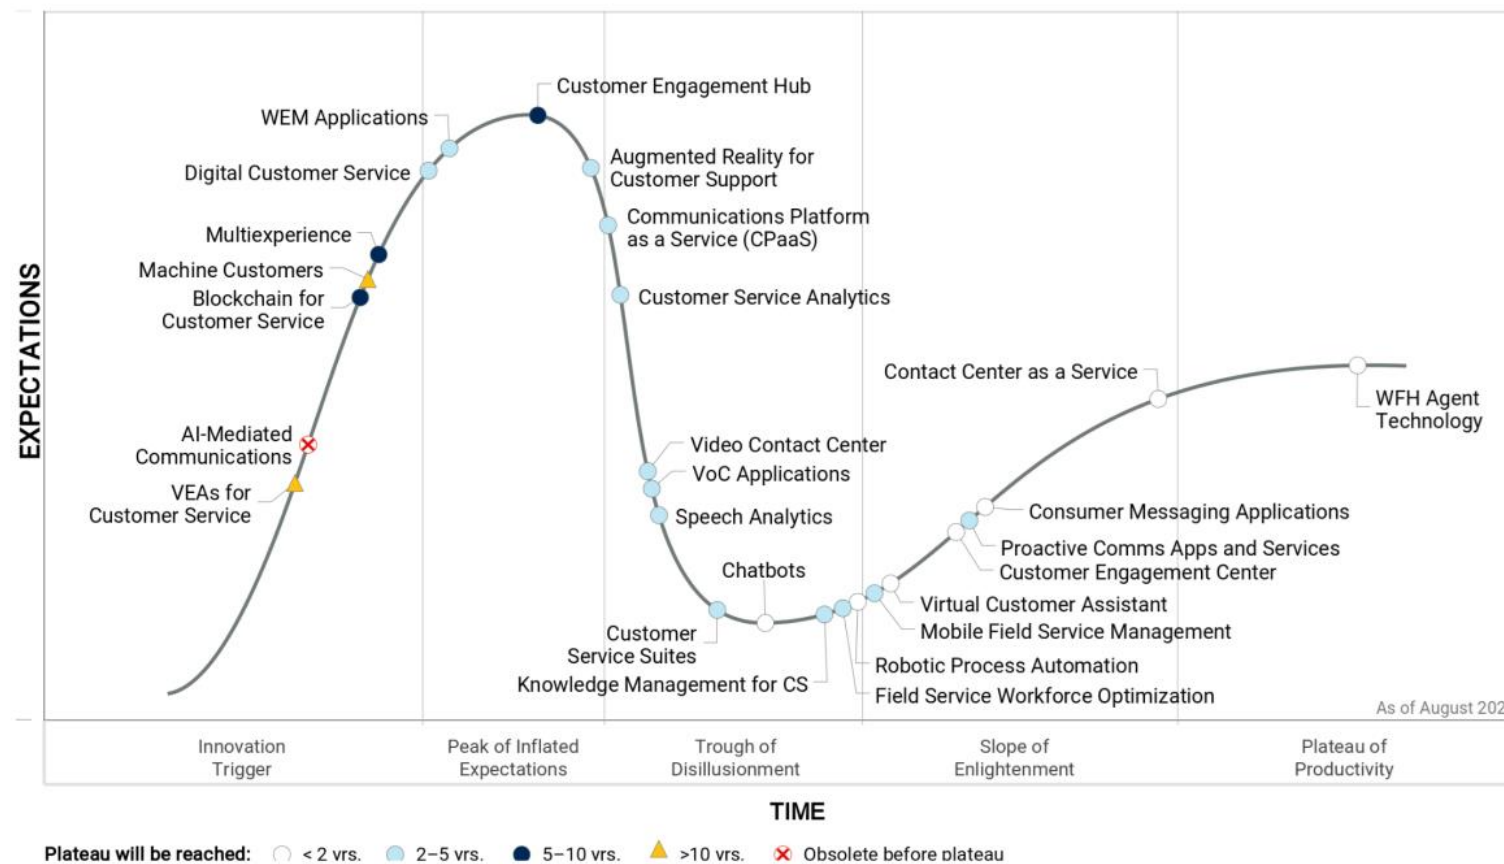 Customer Engagement Hub
WEM Applications
Augmented Reality for
Customer Support
Digital Customer Service
Communications Platform
as a Service (CPaaS)
Multiexperience
Machine Customers
Blockchain for
Customer Service
Customer Service Analytics
EXPECTATIONS
Contact Center as a Service
WFH Agent
Technology
AI-Mediated
Communications
VEAs for
Customer Service
Video Contact Center
VoC Applications
Speech Analytics
Consumer Messaging Applications
Proactive Comms Apps and Services
Customer Engagement Center
Chatbots
Virtual Customer Assistant
Mobile Field Service Management
Customer
Service Suites
Robotic Process Automation
Knowledge Management for CS
Field Service Workforce Optimization
As of August 202
Innovation
Trigger
Peak of Inflated
Expectations
Trough of
Disillusionment
Slope of
Enlightenment
Plateau of
Productivity
TIME
Plateau will be reached: < 2 yrs. 2–5 yrs. 5–10 yrs. >10 yrs. Obsolete before plateau